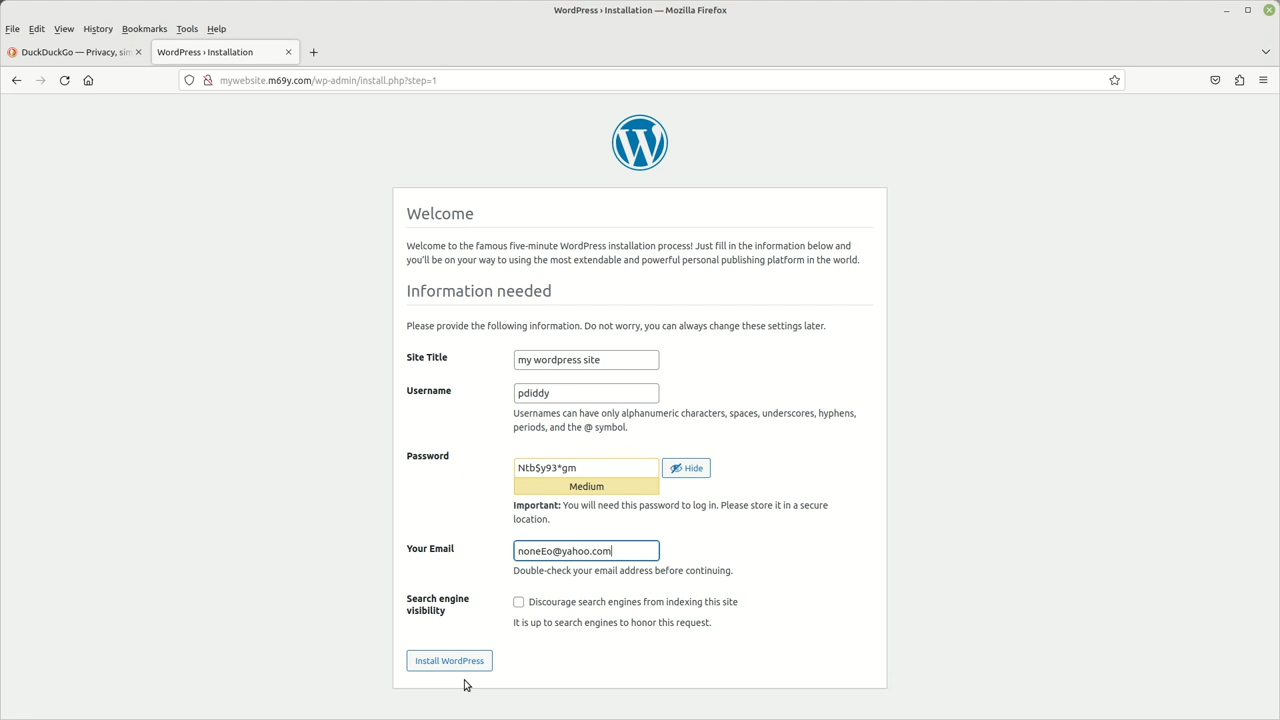 WordPress › Installation — Mozilla Firefox
File Edit View History Bookmarks Tools Help
DuckDuckGo — Privacy, sim
WordPress › Installation
mywebsite.m69y.com/wp-admin/install.php?step=1
Welcome
Welcome to the famous five-minute WordPress installation process! Just fill in the information below and
you'll be on your way to using the most extendable and powerful personal publishing platform in the world.
Information needed
Please provide the following information. Do not worry, you can always change these settings later.
Site Title my wordpress site
Username pdiddy
Usernames can have only alphanumeric characters, spaces, underscores, hyphens,
periods, and the @ symbol.
Password Ntb$y93*gm Hide
Medium
Important: You will need this password to log in. Please store it in a secure
location.
Your Email noneEo@yahoo.com
Double-check your email address before continuing.
Search engine
visibility
Discourage search engines from indexing this site
It is up to search engines to honor this request.
Install WordPress